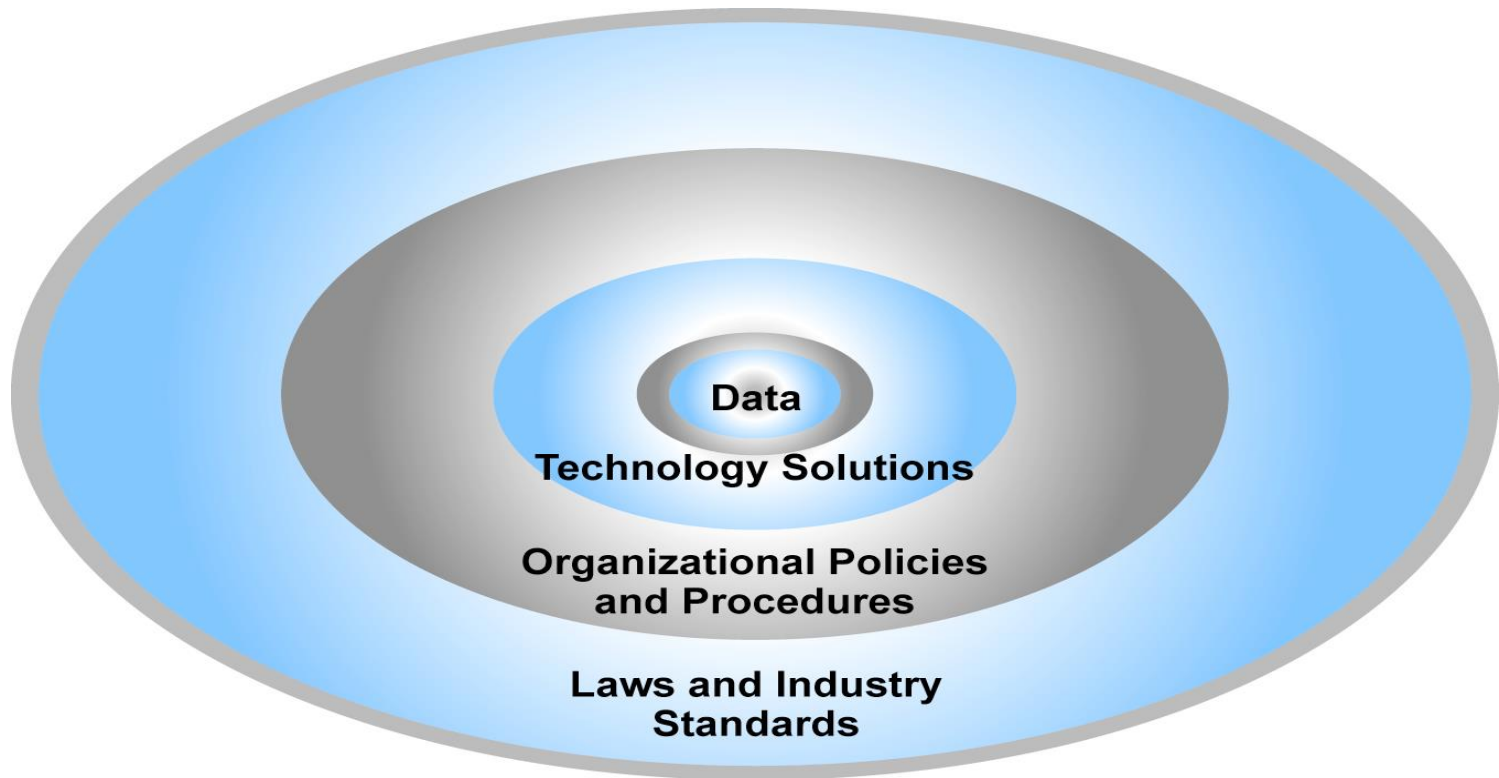 Data
Technology Solutions
Organizational Policies
and Procedures
Laws and Industry
Standards